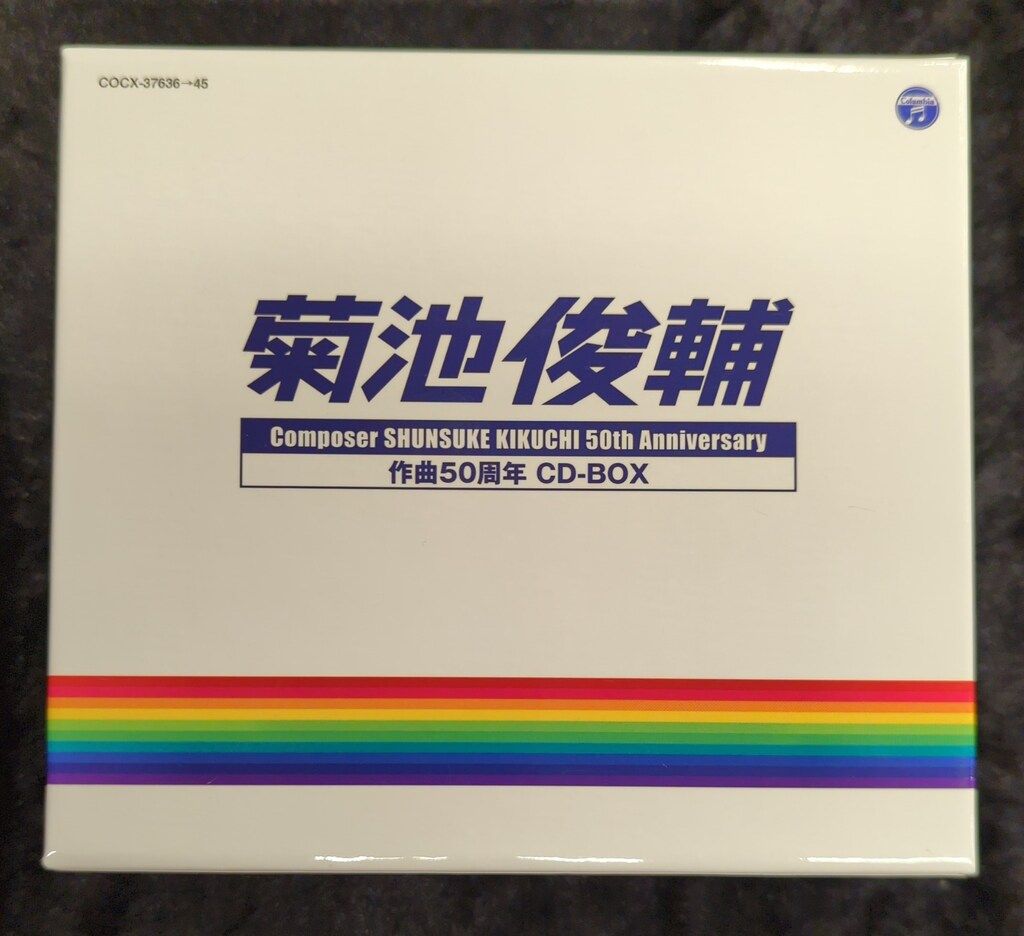 COCX-37636→45
Columbia
菊池俊輔
Composer SHUNSUKE KIKUCHI 50th Anniversary
作曲50周年 CD-BOX